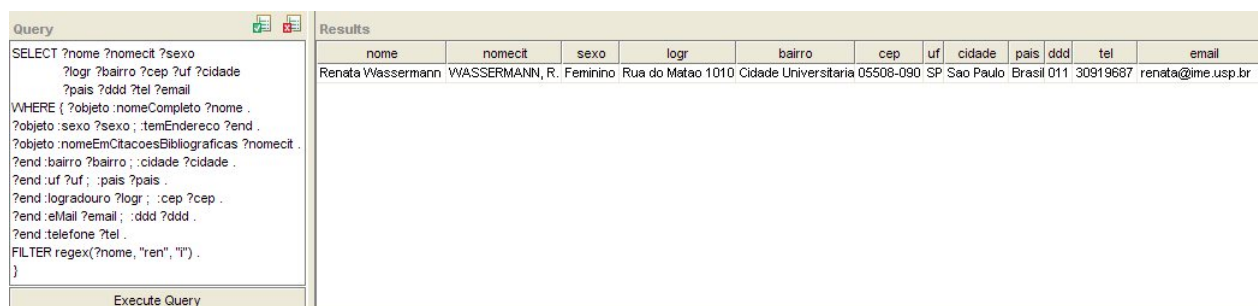 Query
SELECT ?nome ?nomecit ?sexo
?logr ?bairro ?cep ?uf ?cidade
?pais ?ddd ?tel ?email
WHERE { ?objeto :nomeCompleto ?nome .
?objeto :sexo ?sexo ; :temEndereco ?end .
?objeto :nomeEmCitacoesBibliograficas ?nomecit .
?end :bairro ?bairro ; :cidade ?cidade .
?end :uf ?uf ; :pais ?pais .
?end :logradouro ?logr ; :cep ?cep .
?end :eMail ?email ; :ddd ?ddd .
?end :telefone ?tel .
FILTER regex(?nome, "ren", "i") .
}
Execute Query
Results
nome nomecit sexo logr bairro cep uf cidade pais ddd tel email
Renata Wassermann WASSERMANN, R. Feminino Rua do Matao 1010 Cidade Universitaria 05508-090 SP Sao Paulo Brasil 011 30919687 renata@ime.usp.br